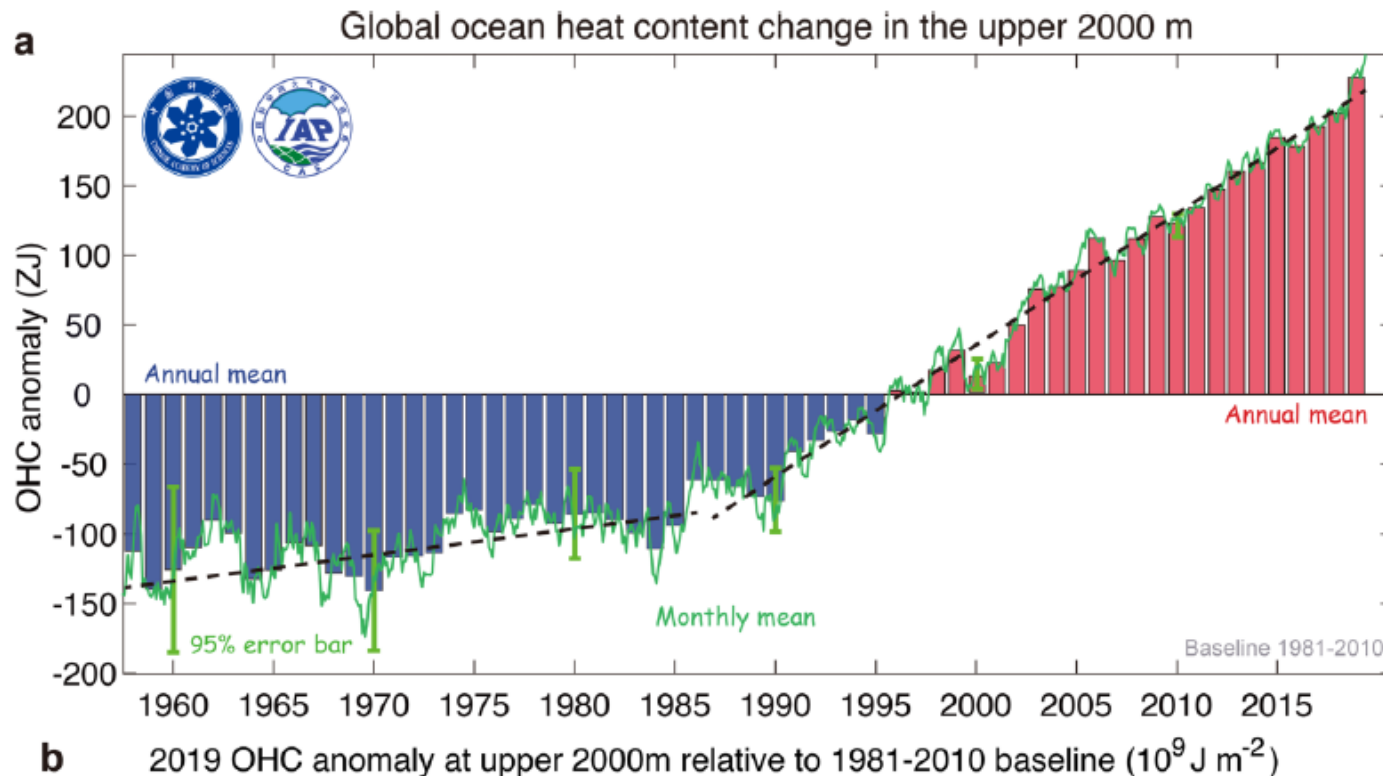 a
Global ocean heat content change in the upper 2000 m
IAP
CAS
OHC anomaly (ZJ)
200
150
100
50
0
-50
-100
-150
-200
Annual mean
Annual mean
Monthly mean
95% error bar
Baseline 1981-2010
1960 1965 1970 1975 1980 1985 1990 1995 2000 2005 2010 2015
b 2019 OHC anomaly at upper 2000m relative to 1981-2010 baseline (10⁹ J m⁻²)